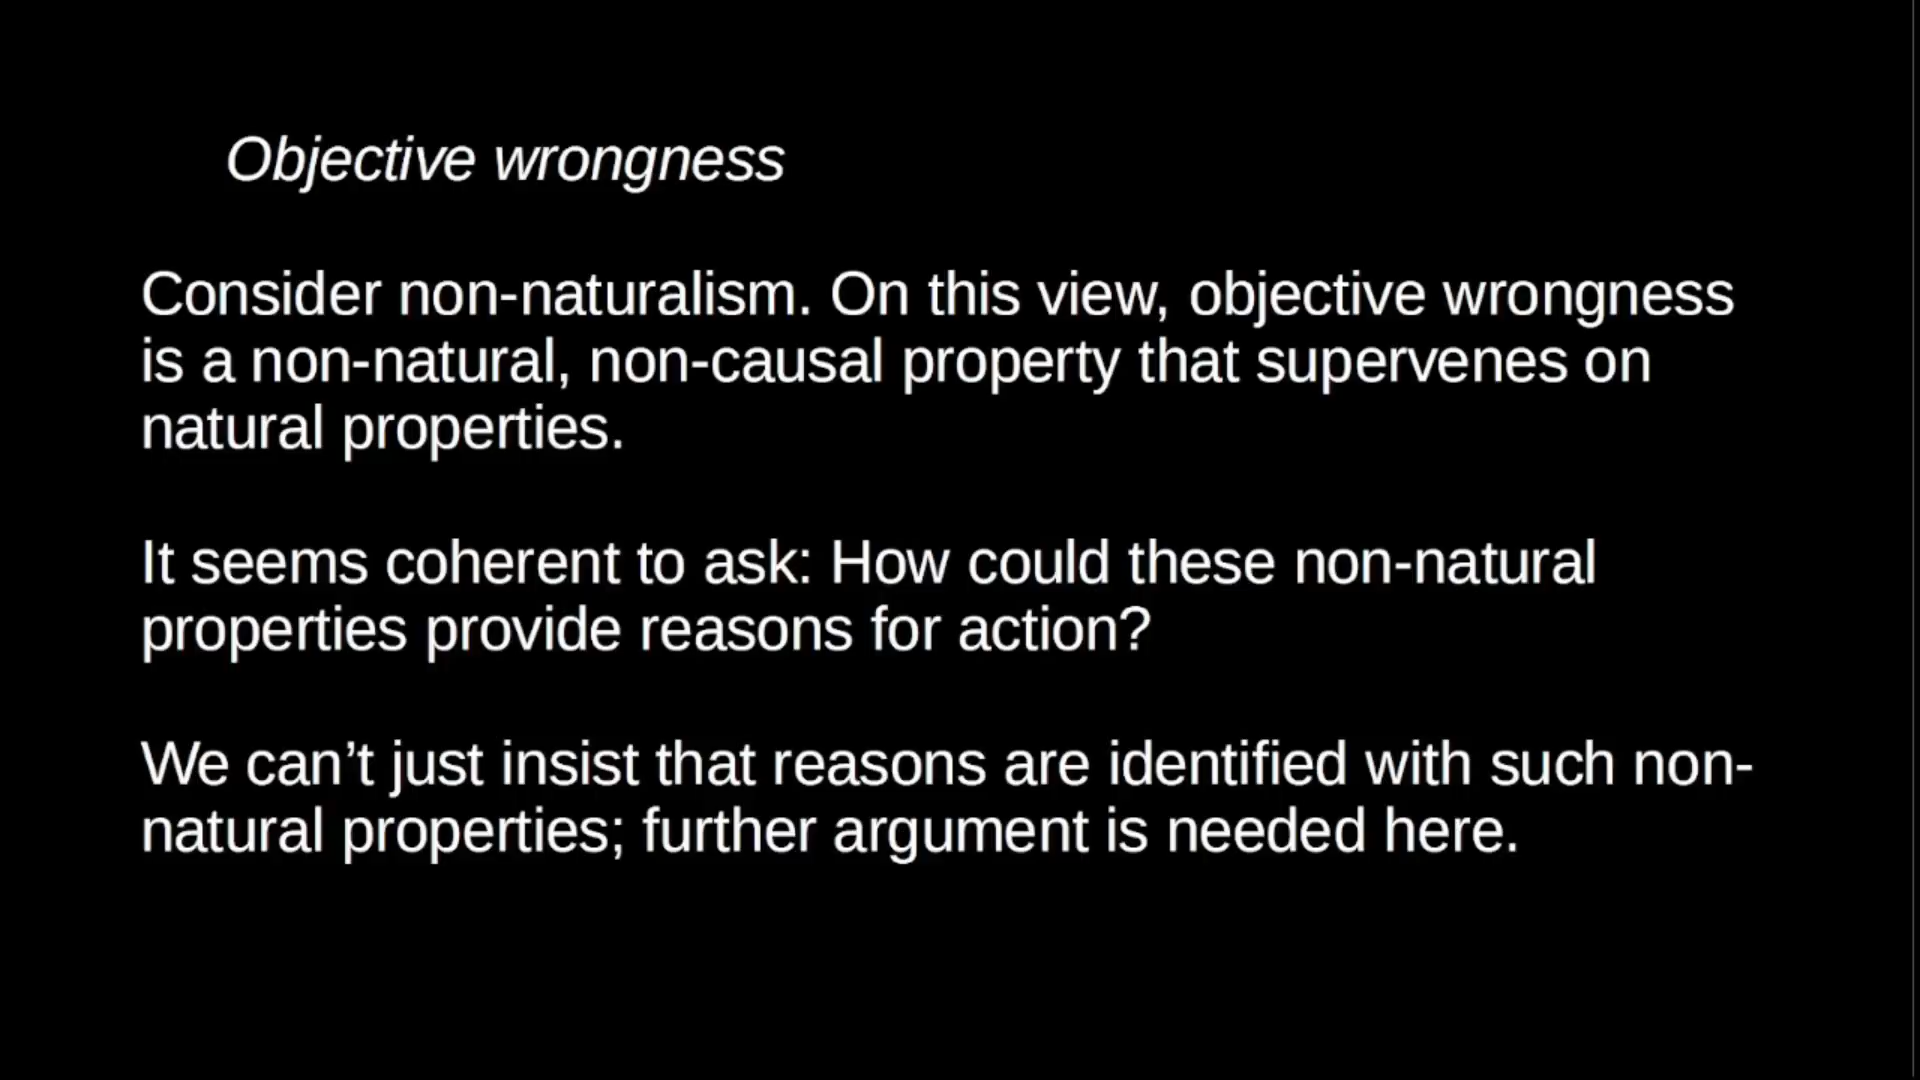 Objective wrongness
Consider non-naturalism. On this view, objective wrongness
is a non-natural, non-causal property that supervenes on
natural properties.
It seems coherent to ask: How could these non-natural
properties provide reasons for action?
We can’t just insist that reasons are identified with such non-
natural properties; further argument is needed here.